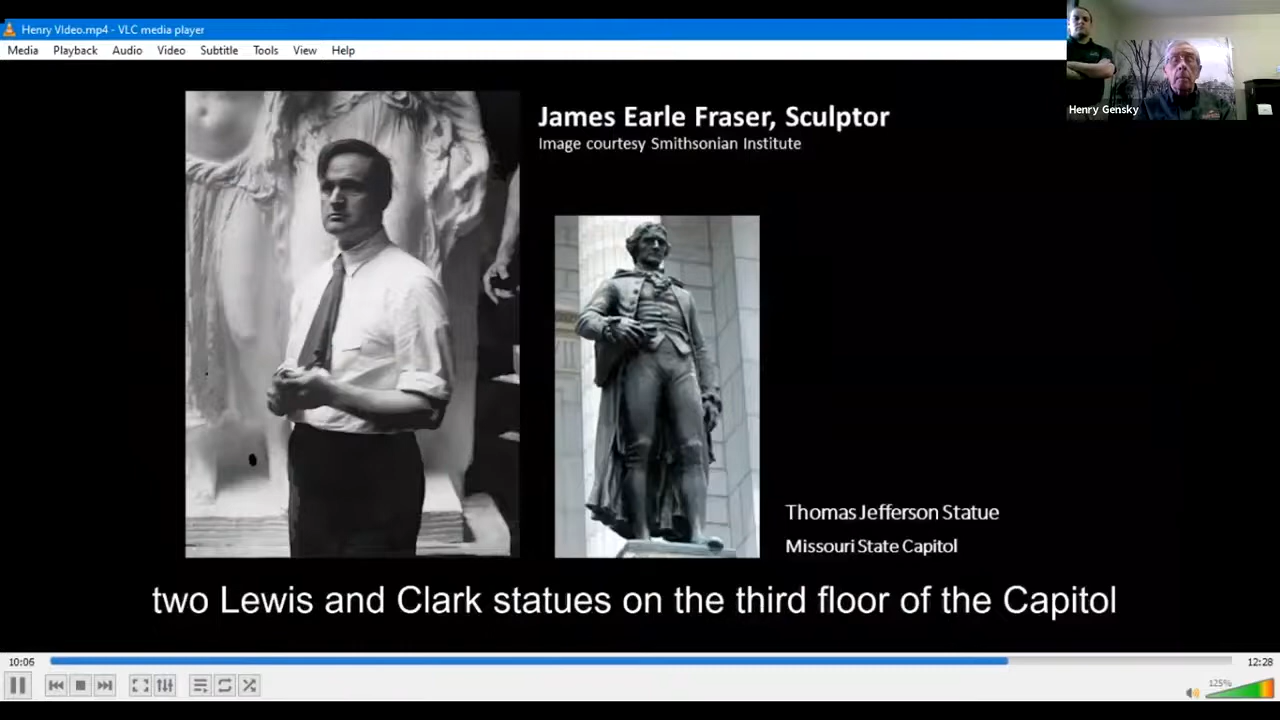 Henry VIdeo.mp4 - VLC media player
Media Playback Audio Video Subtitle Tools View Help
Henry Gensky
James Earle Fraser, Sculptor
Image courtesy Smithsonian Institute
Thomas Jefferson Statue
Missouri State Capitol
two Lewis and Clark statues on the third floor of the Capitol
10:06
12:28
125%